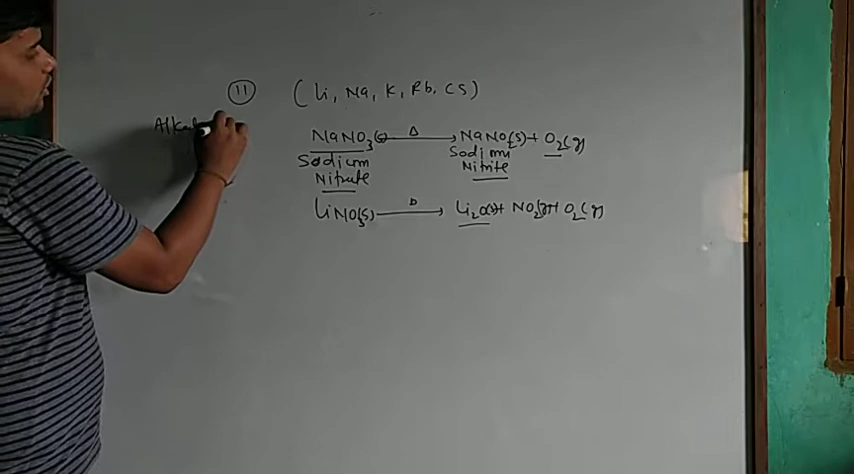 (11) (Li, Na, K, Rb, CS)
Alkal
NaNO3(s) —Δ→ NaNO2(s)+ O2(g)
Sodium Sodium
Nitrate Nitrite
LiNO3(s) —Δ→ Li2O(s)+ NO2(g)+ O2(g)